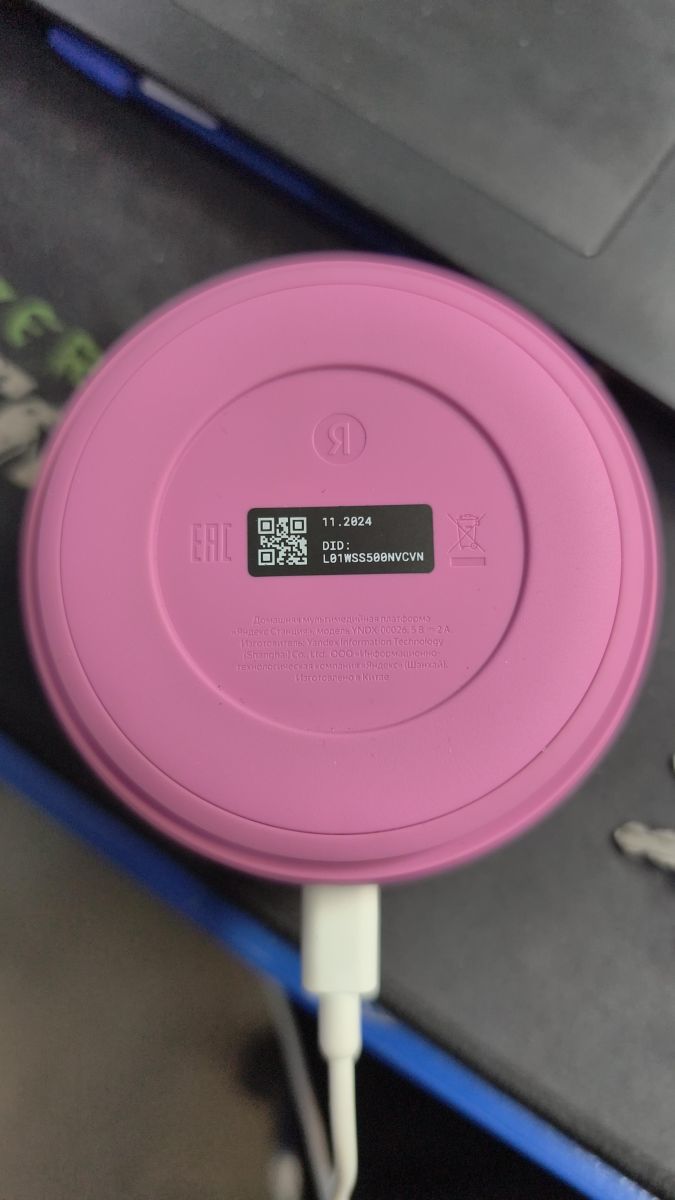 Я
EAC
11.2024
DID:
L01WSS500NVCVN
Домашняя мультимедийная платформа
«Яндекс Станция», модель YNDX-00026, 5 В ⎓ 2 А.
Изготовитель: Yandex Information Technology
(Shanghai) Co., Ltd. ООО «Информационно-
технологическая компания «Яндекс» (Шанхай).
Изготовлено в Китае